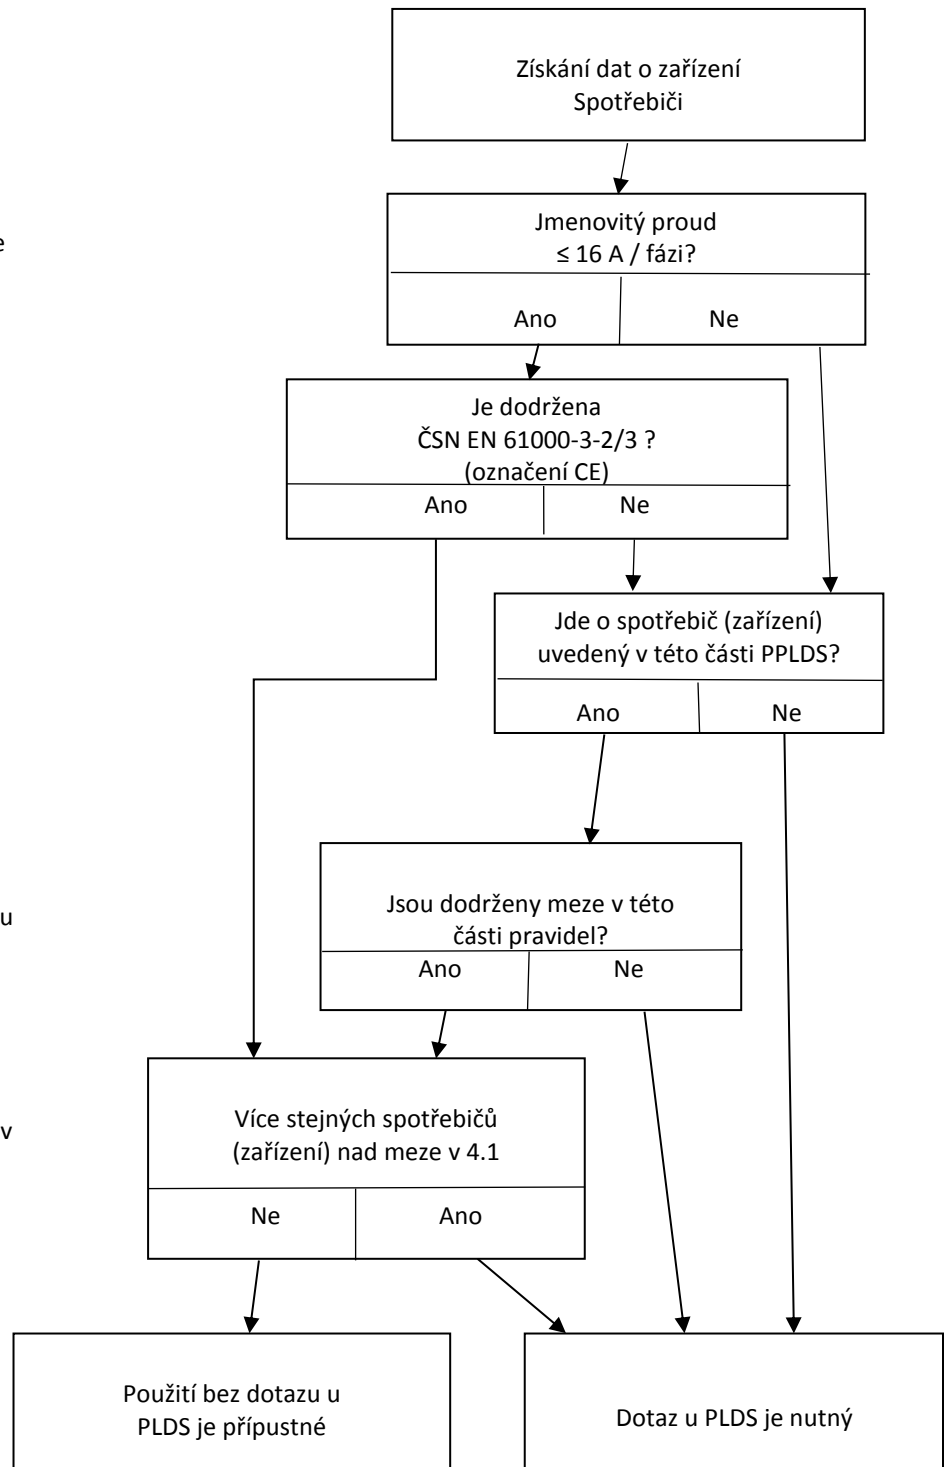 Získání dat o zařízení
Spotřebiči
Jmenovitý proud
e
≤ 16 A / fázi?
Ano Ne
Je dodržena
ČSN EN 61000-3-2/3 ?
(označení CE)
Ano Ne
Jde o spotřebič (zařízení)
uvedený v této části PPLDS?
Ano Ne
Jsou dodrženy meze v této
u
části pravidel?
Ano Ne
Více stejných spotřebičů
v
(zařízení) nad meze v 4.1
Ne Ano
Použití bez dotazu u
PLDS je přípustné
Dotaz u PLDS je nutný